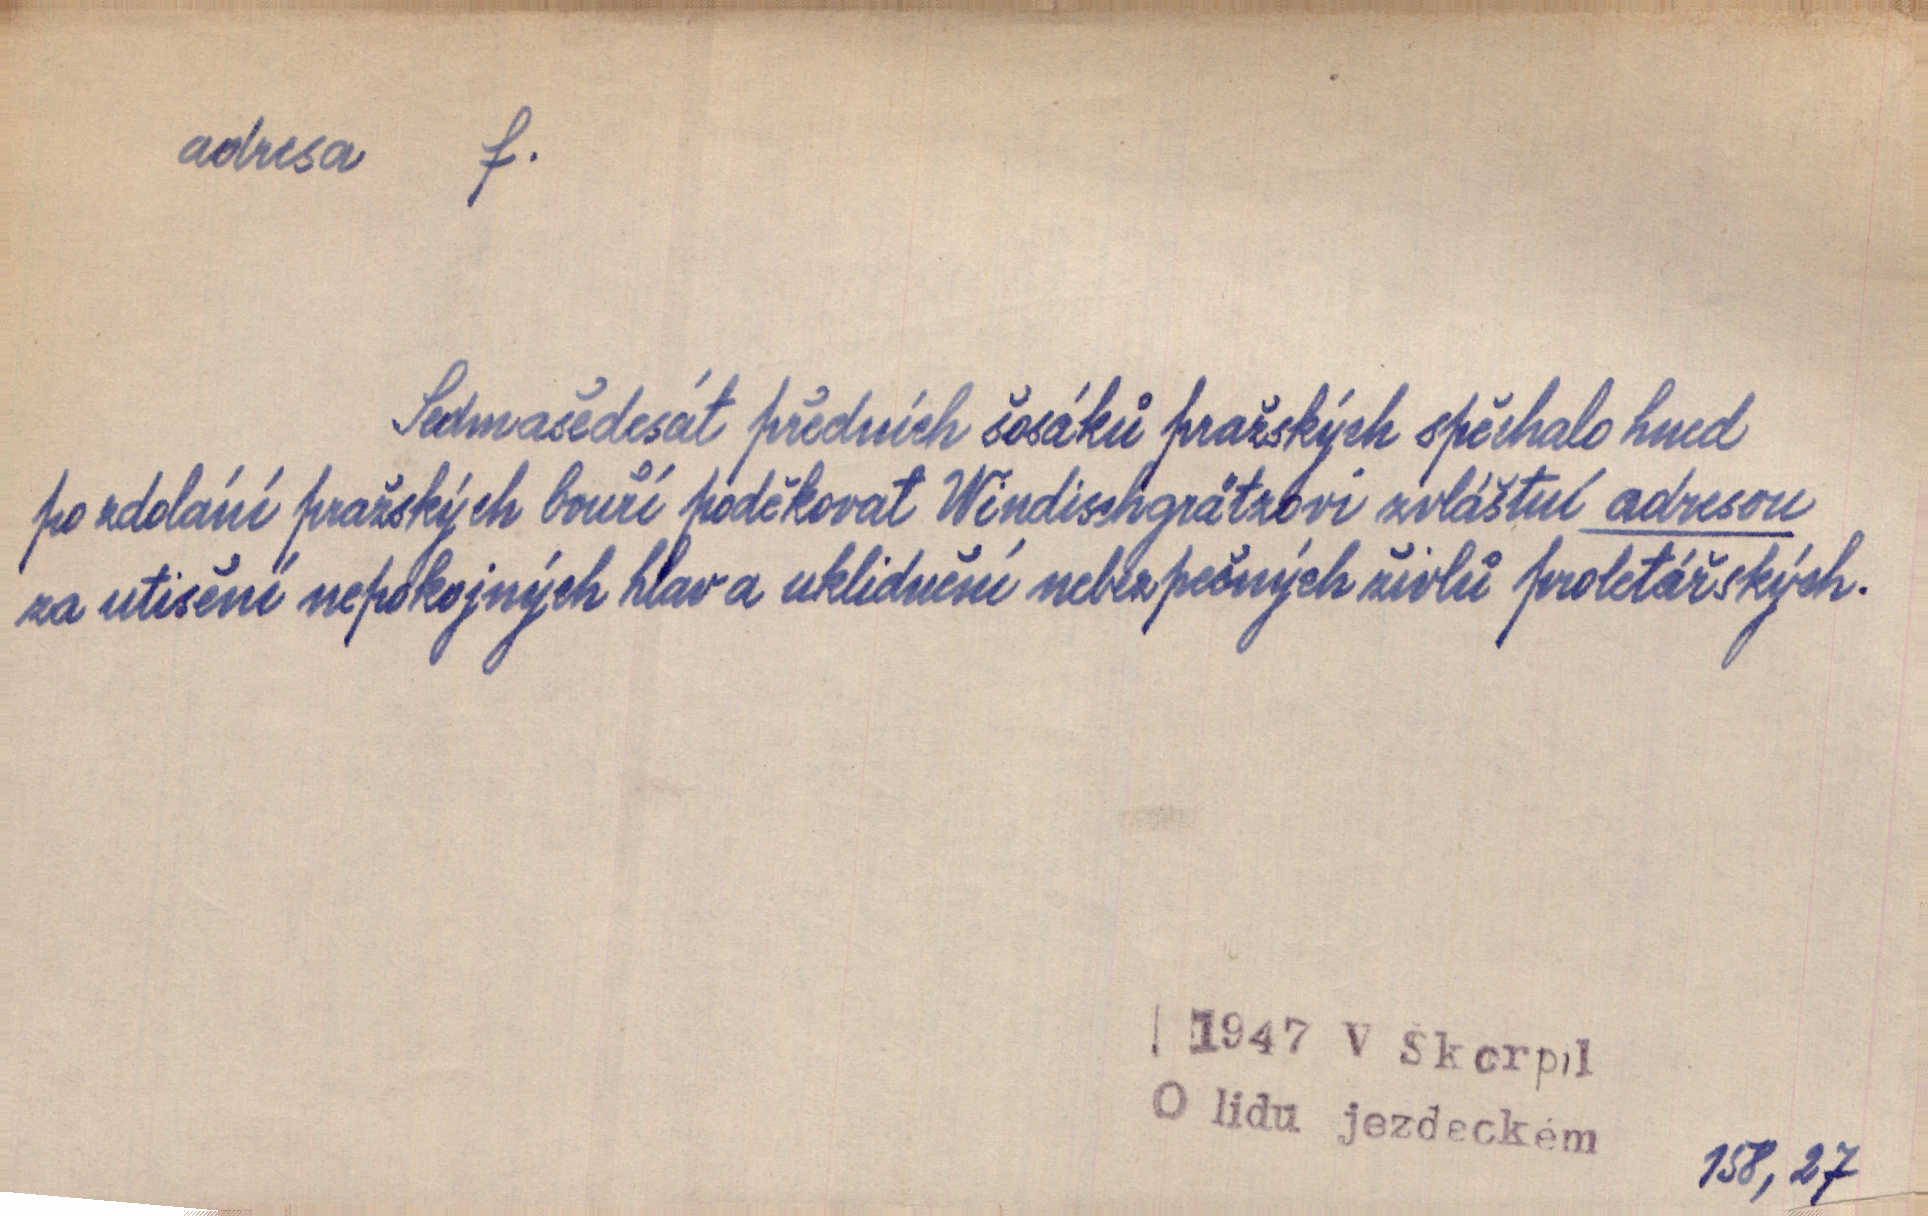 adresa f.
Sedmašedesát předních šosáků pražských spěchalo hned
po zdolání pražských bouří poděkovat Windischgrätzovi zvláštní adresou
za utišení nepokojných hlav a uklidnění nebezpečných živlů proletářských.
1947 V Škorpil
O lidu jezdeckém
158, 27